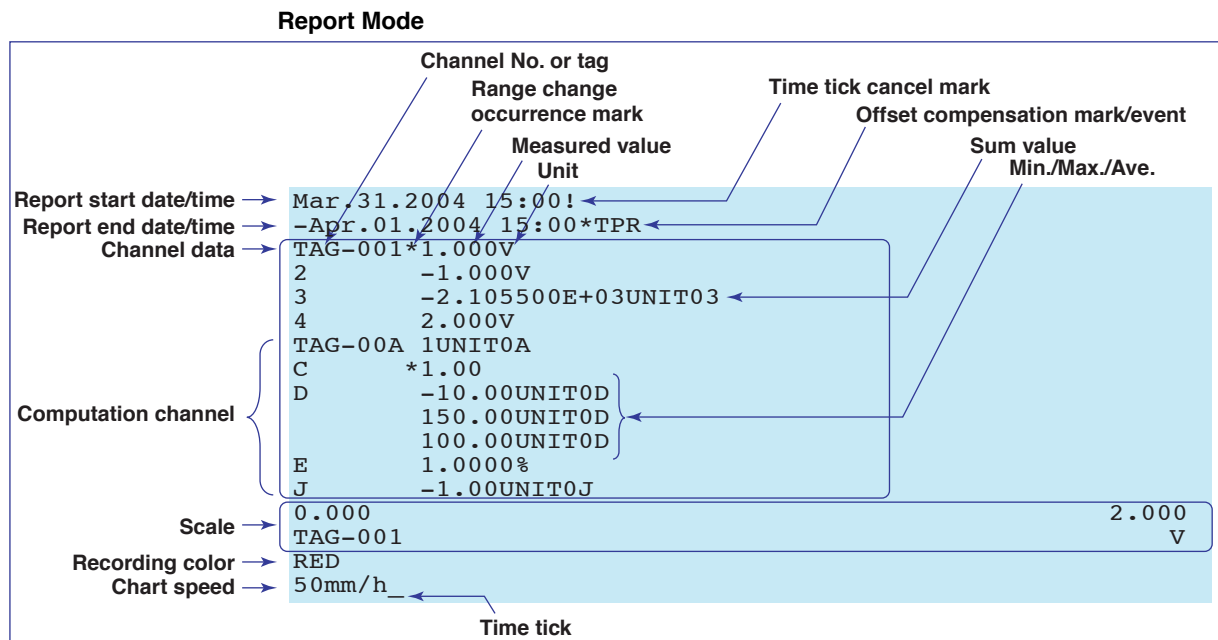 Report Mode
Channel No. or tag
Range change
occurrence mark
Time tick cancel mark
Offset compensation mark/event
Measured value
Sum value
Unit
Min./Max./Ave.
Report start date/time
Mar.31.2004 15:00!
Report end date/time
-Apr.01.2004 15:00*TPR
Channel data
TAG-001*1.000V
2 -1.000V
3 -2.105500E+03UNIT03
4 2.000V
TAG-00A 1UNIT0A
C *1.00
D -10.00UNIT0D
Computation channel
150.00UNIT0D
100.00UNIT0D
E 1.0000%
J -1.00UNIT0J
Scale
0.000 2.000
TAG-001 V
Recording color
RED
Chart speed
50mm/h_
Time tick